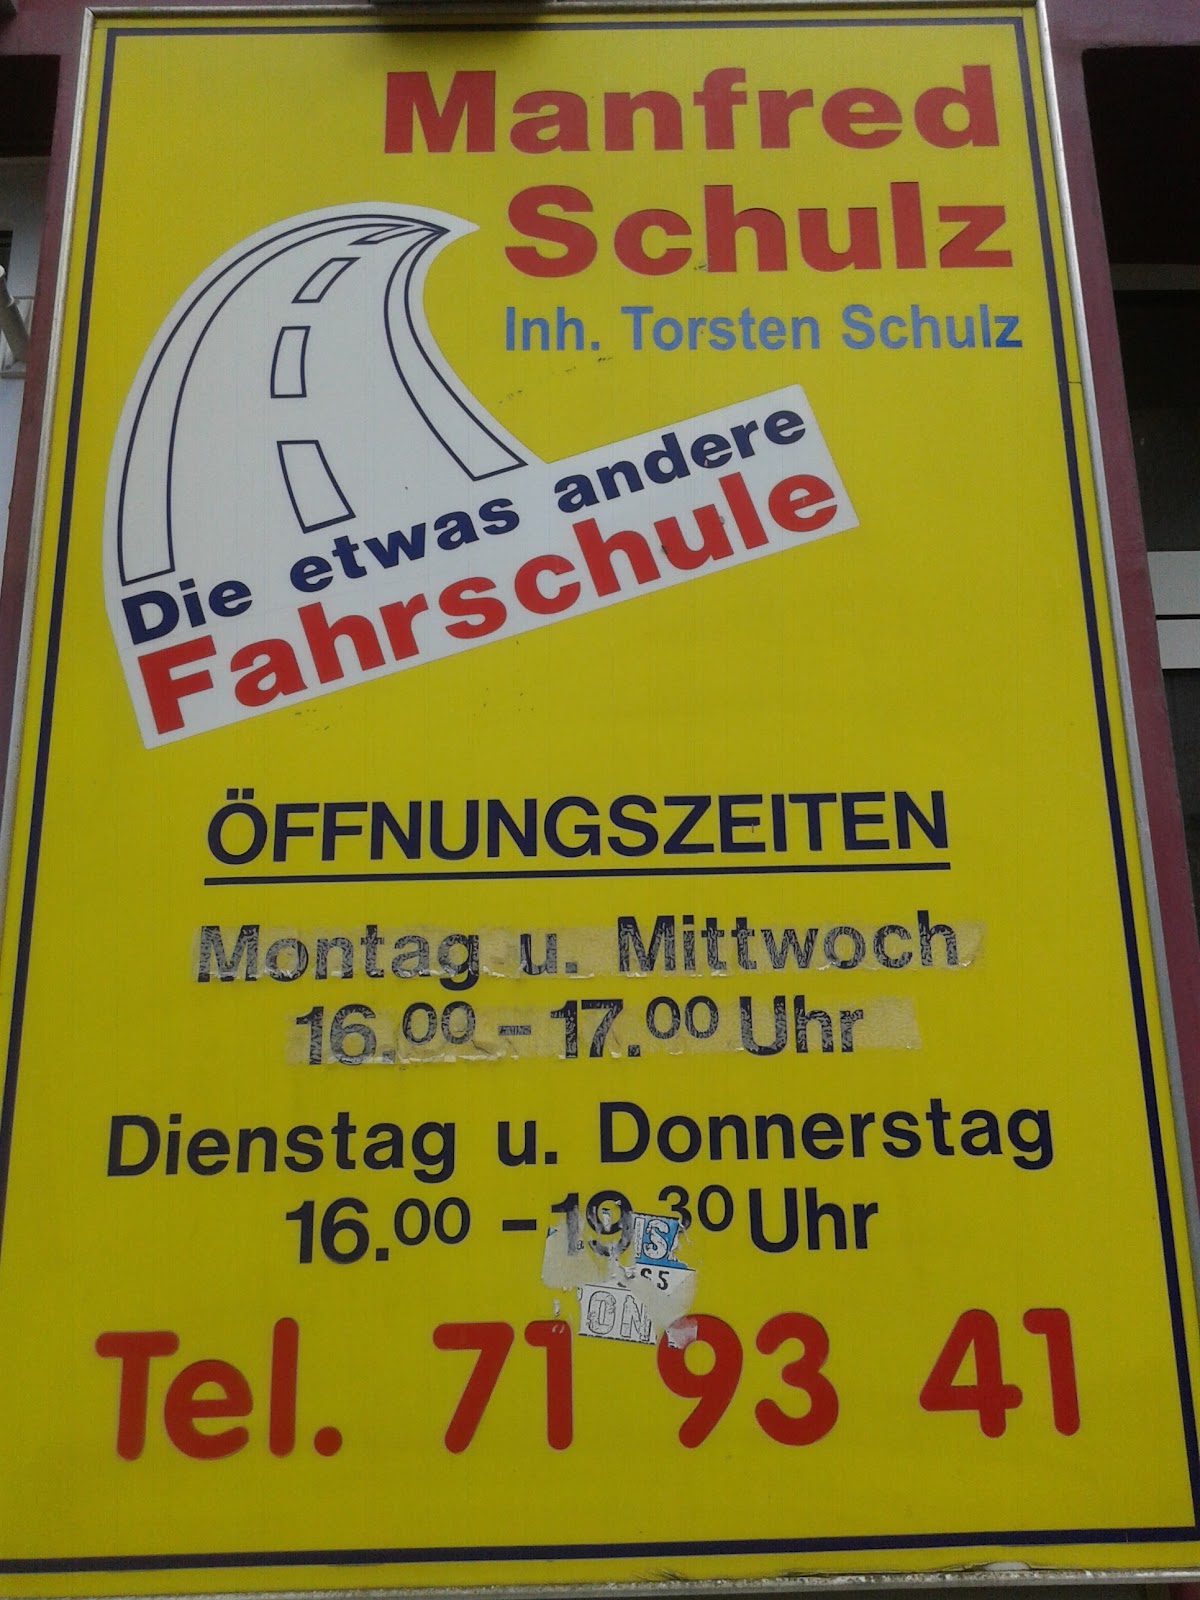 Manfred
Schulz
Inh. Torsten Schulz
Die etwas andere
Fahrschule
ÖFFNUNGSZEITEN
Montag u. Mittwoch
16.00 - 17.00 Uhr
Dienstag u. Donnerstag
16.00 - 19.30 Uhr
Tel. 71 93 41